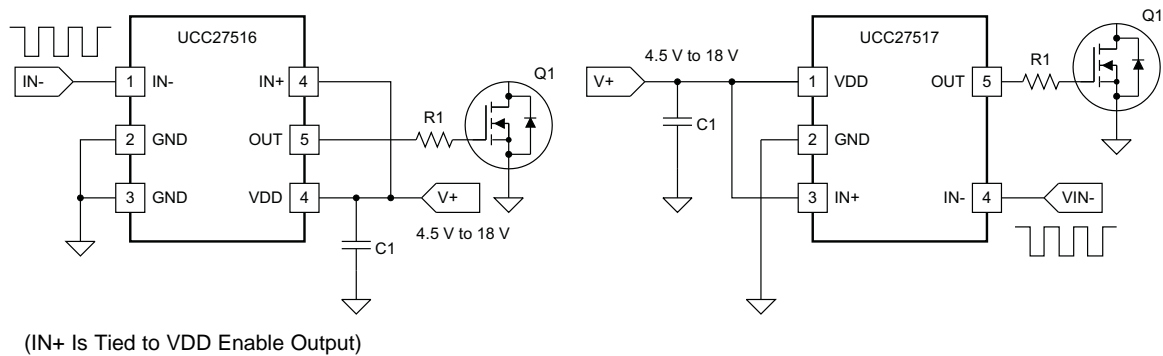 UCC27516
IN-
1 IN-
IN+ 4
2 GND
OUT 5
3 GND
VDD 4
R1
Q1
V+
4.5 V to 18 V
C1
UCC27517
4.5 V to 18 V
V+
C1
1 VDD
OUT 5
2 GND
3 IN+
IN- 4
R1
Q1
VIN-
(IN+ Is Tied to VDD Enable Output)